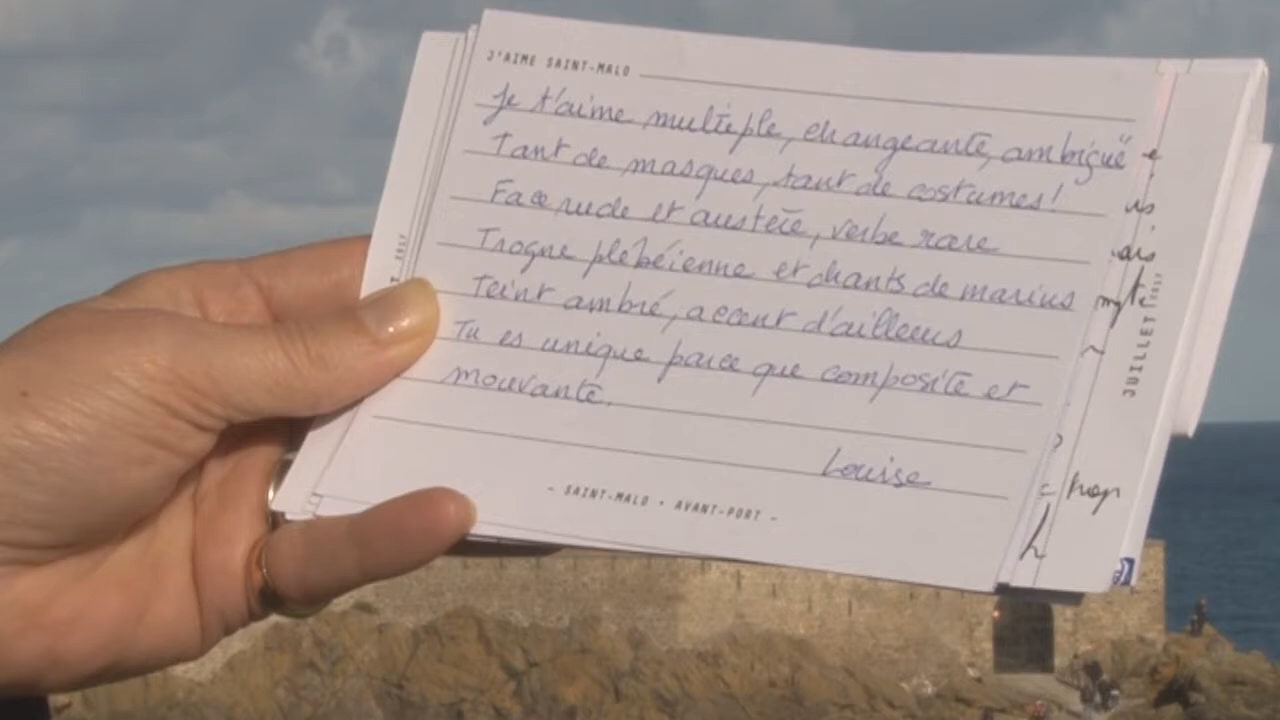 J'AIME SAINT-MALO
Je t'aime multiple, changeante, ambiguë
Tant de masques, tant de costumes!
Face rude et austère, verbe rare
Trogne plébéienne et chants de marins
Teint ambré, accent d'ailleurs
Tu es unique parce que composite et
mouvante.
Louise
- SAINT-MALO • AVANT-PORT -
JUILLET